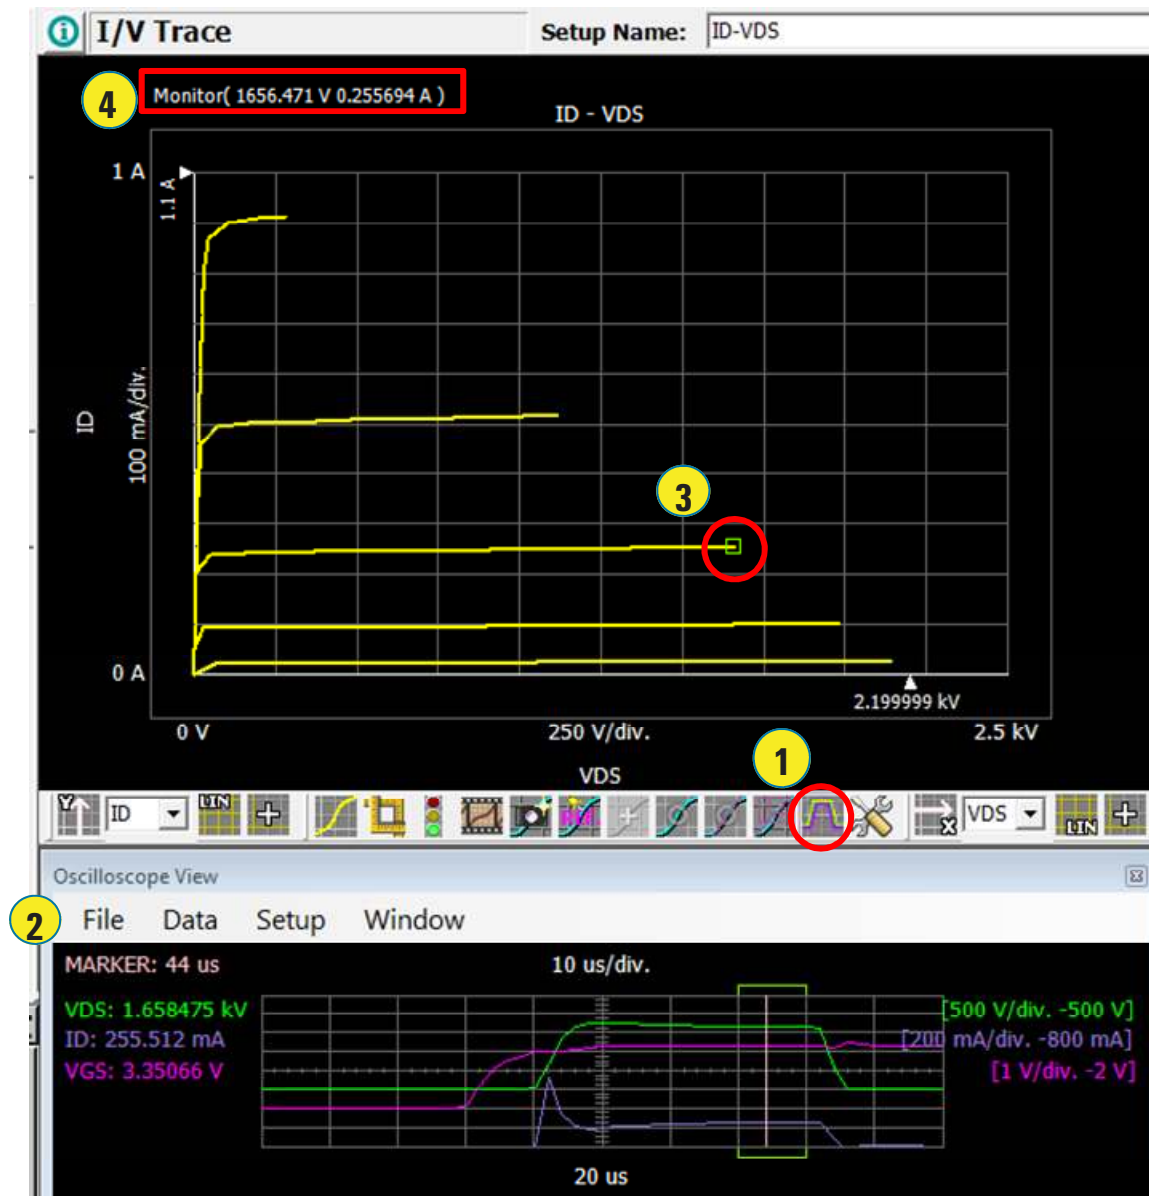 I/V Trace
Setup Name: ID-VDS
4
Monitor( 1656.471 V 0.255694 A )
ID - VDS
1 A
1.1 A
ID
100 mA/div.
3
0 A
2.199999 kV
0 V
250 V/div.
2.5 kV
VDS
1
Y
ID
LIN
X
VDS
LIN
Oscilloscope View
2
File Data Setup Window
MARKER: 44 us
10 us/div.
VDS: 1.658475 kV
[500 V/div. -500 V]
ID: 255.512 mA
[200 mA/div. -800 mA]
VGS: 3.35066 V
[1 V/div. -2 V]
20 us